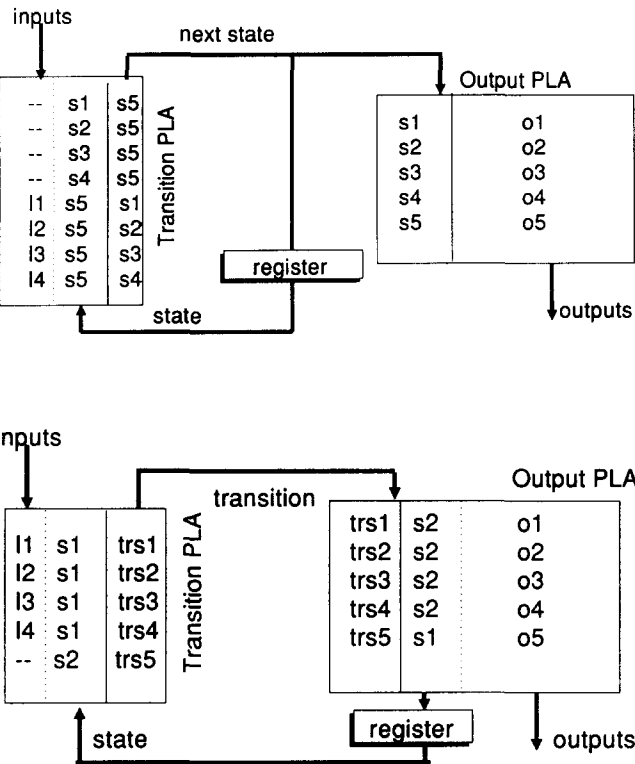 inputs
next state
Output PLA
-- s1 s5
-- s2 s5
-- s3 s5
-- s4 s5
I1 s5 s1
I2 s5 s2
I3 s5 s3
I4 s5 s4
Transition PLA
s1 o1
s2 o2
s3 o3
s4 o4
s5 o5
register
state
outputs
nputs
transition
Output PLA
I1 s1 trs1
I2 s1 trs2
I3 s1 trs3
I4 s1 trs4
-- s2 trs5
Transition PLA
trs1 s2 o1
trs2 s2 o2
trs3 s2 o3
trs4 s2 o4
trs5 s1 o5
register
state
outputs